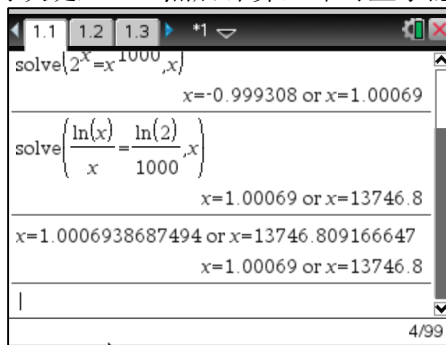 1.1 1.2 1.3 *1
solve(2^x=x^1000,x)
x=-0.999308 or x=1.00069
solve(ln(x)/x=ln(2)/1000,x)
x=1.00069 or x=13746.8
x=1.0006938687494 or x=13746.809166647
x=1.00069 or x=13746.8
4/99